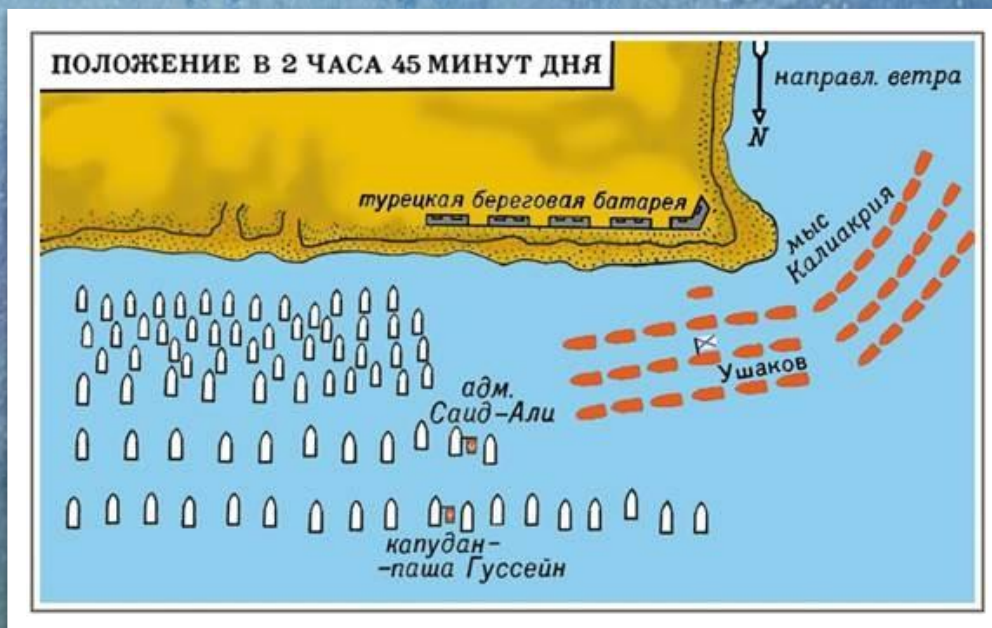 ПОЛОЖЕНИЕ В 2 ЧАСА 45 МИНУТ ДНЯ
направл. ветра
N
турецкая береговая батарея
мыс
Калиакрия
Ушаков
адм.
Саид-Али
капудан-
-паша Гуссейн